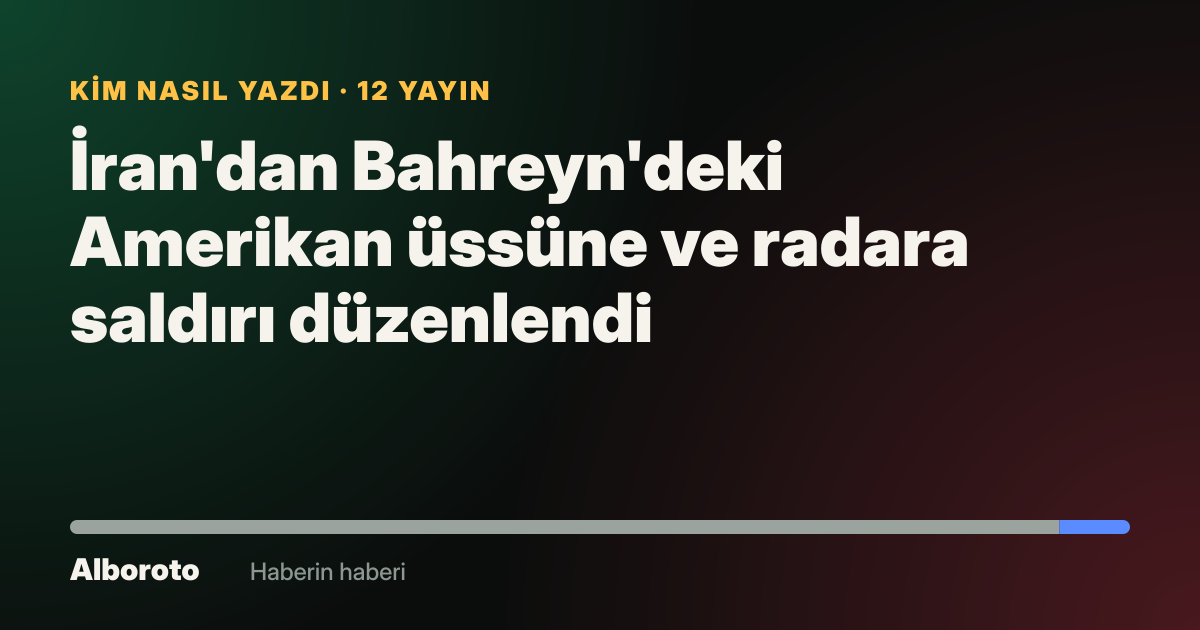 KİM NASIL YAZDI · 12 YAYIN
İran'dan Bahreyn'deki
Amerikan üssüne ve radara
saldırı düzenlendi
Alboroto
Haberin haberi